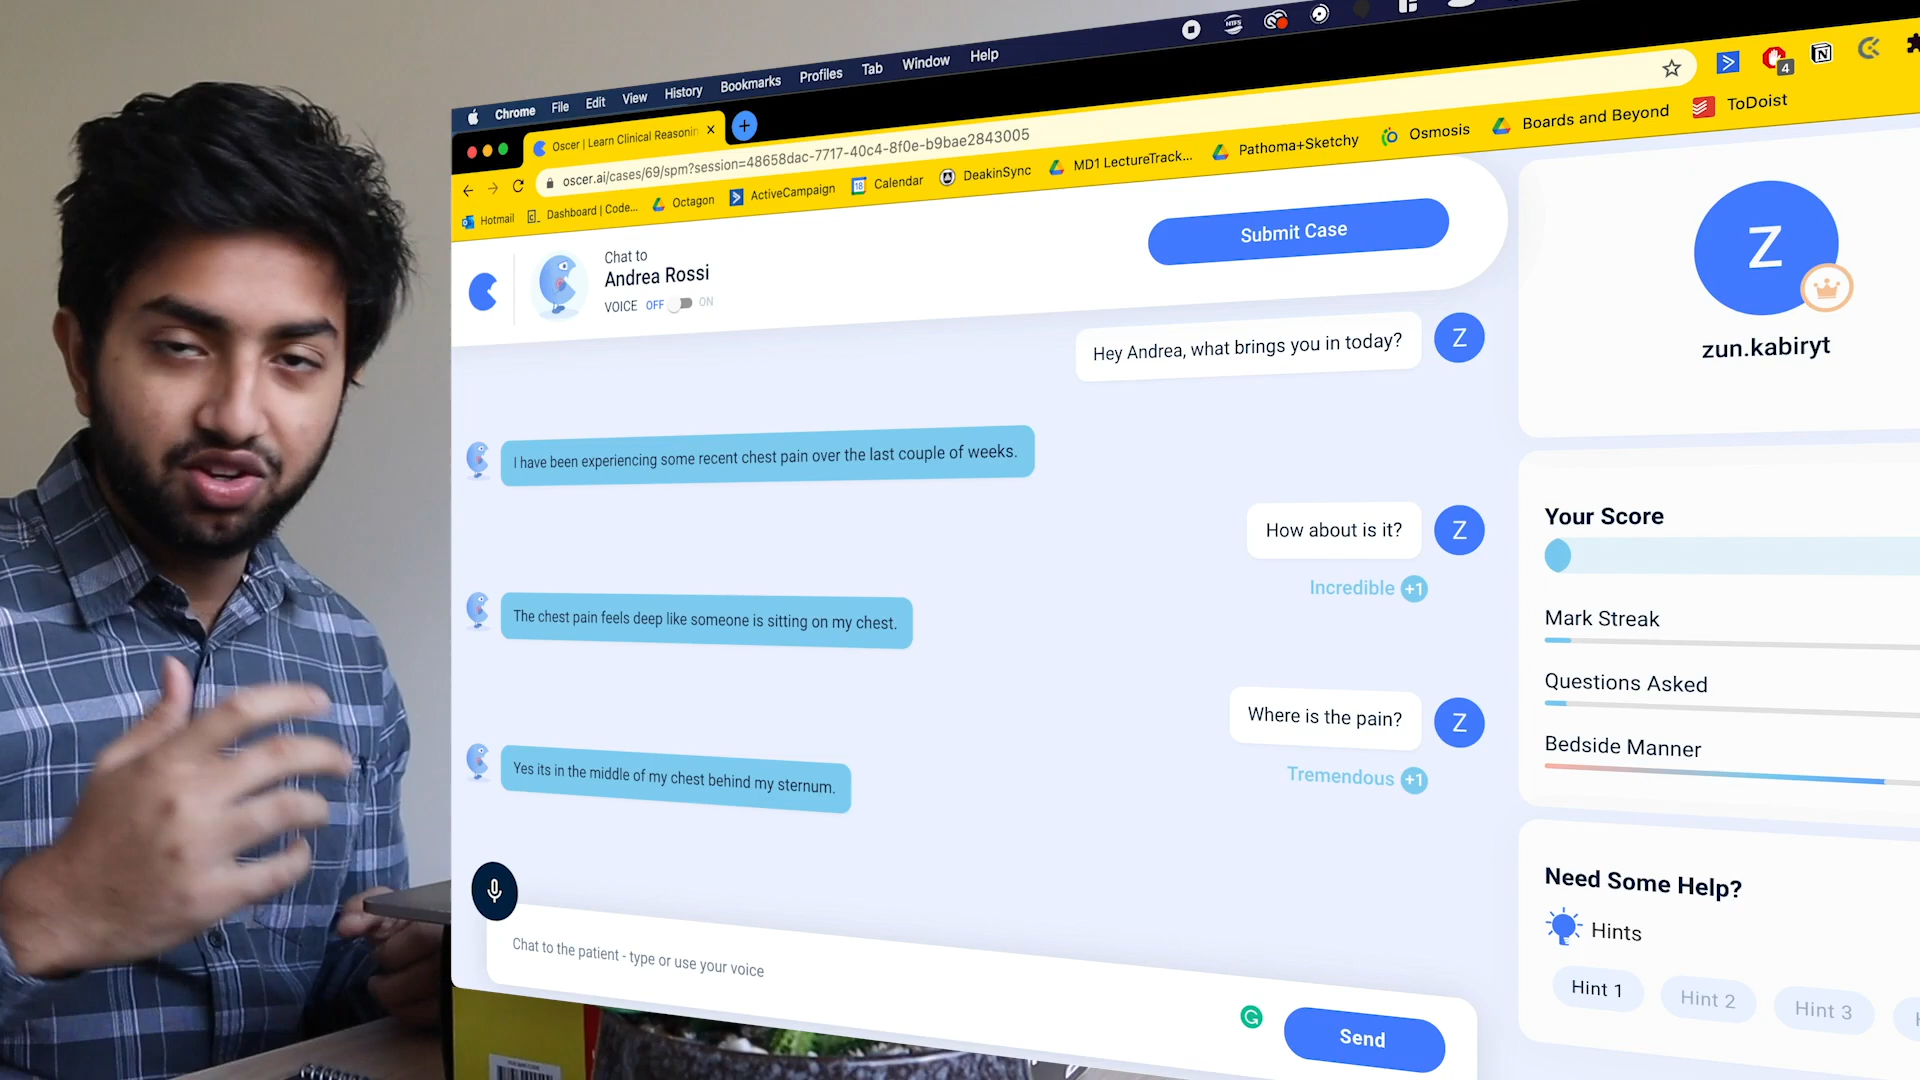 Chrome File Edit View History Bookmarks Profiles Tab Window Help
NTFS
Oscer | Learn Clinical Reasonin
oscer.ai/cases/69/spm?session=48658dac-7717-40c4-8f0e-b9bae2843005
4
Hotmail Dashboard | Code... Octagon ActiveCampaign 18 Calendar DeakinSync MD1 LectureTrack... Pathoma+Sketchy Osmosis Boards and Beyond ToDoist
Chat to
Andrea Rossi
VOICE OFF ON
Submit Case
Z
zun.kabiryt
Hey Andrea, what brings you in today?
Z
I have been experiencing some recent chest pain over the last couple of weeks.
How about is it?
Z
Incredible +1
The chest pain feels deep like someone is sitting on my chest.
Where is the pain?
Z
Tremendous +1
Yes its in the middle of my chest behind my sternum.
Chat to the patient - type or use your voice
Send
Your Score
Mark Streak
Questions Asked
Bedside Manner
Need Some Help?
Hints
Hint 1 Hint 2 Hint 3